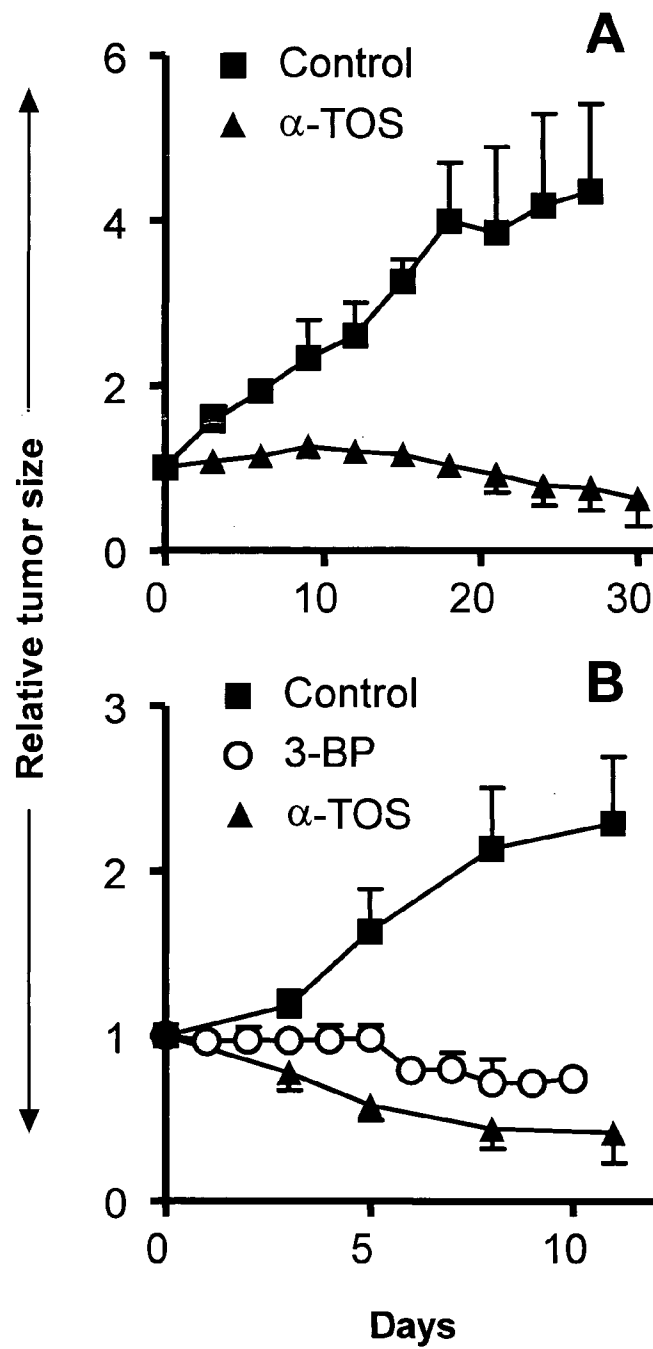 A
6
Control
α-TOS
4
2
0
0 10 20 30
Relative tumor size
B
3
Control
3-BP
α-TOS
2
1
0
0 5 10
Days